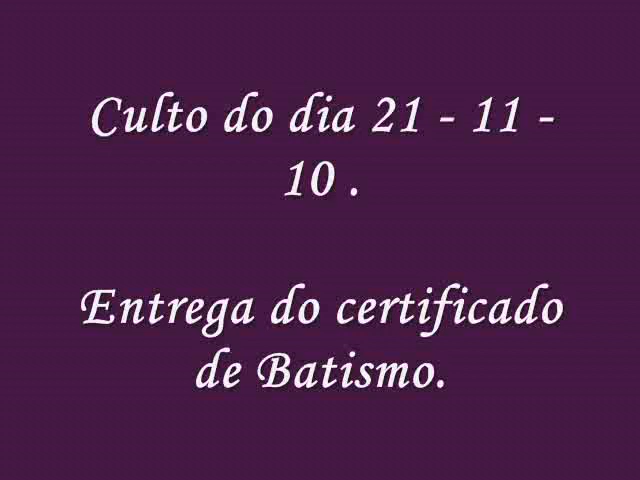 Culto do dia 21 - 11 -
10 .
Entrega do certificado
de Batismo.